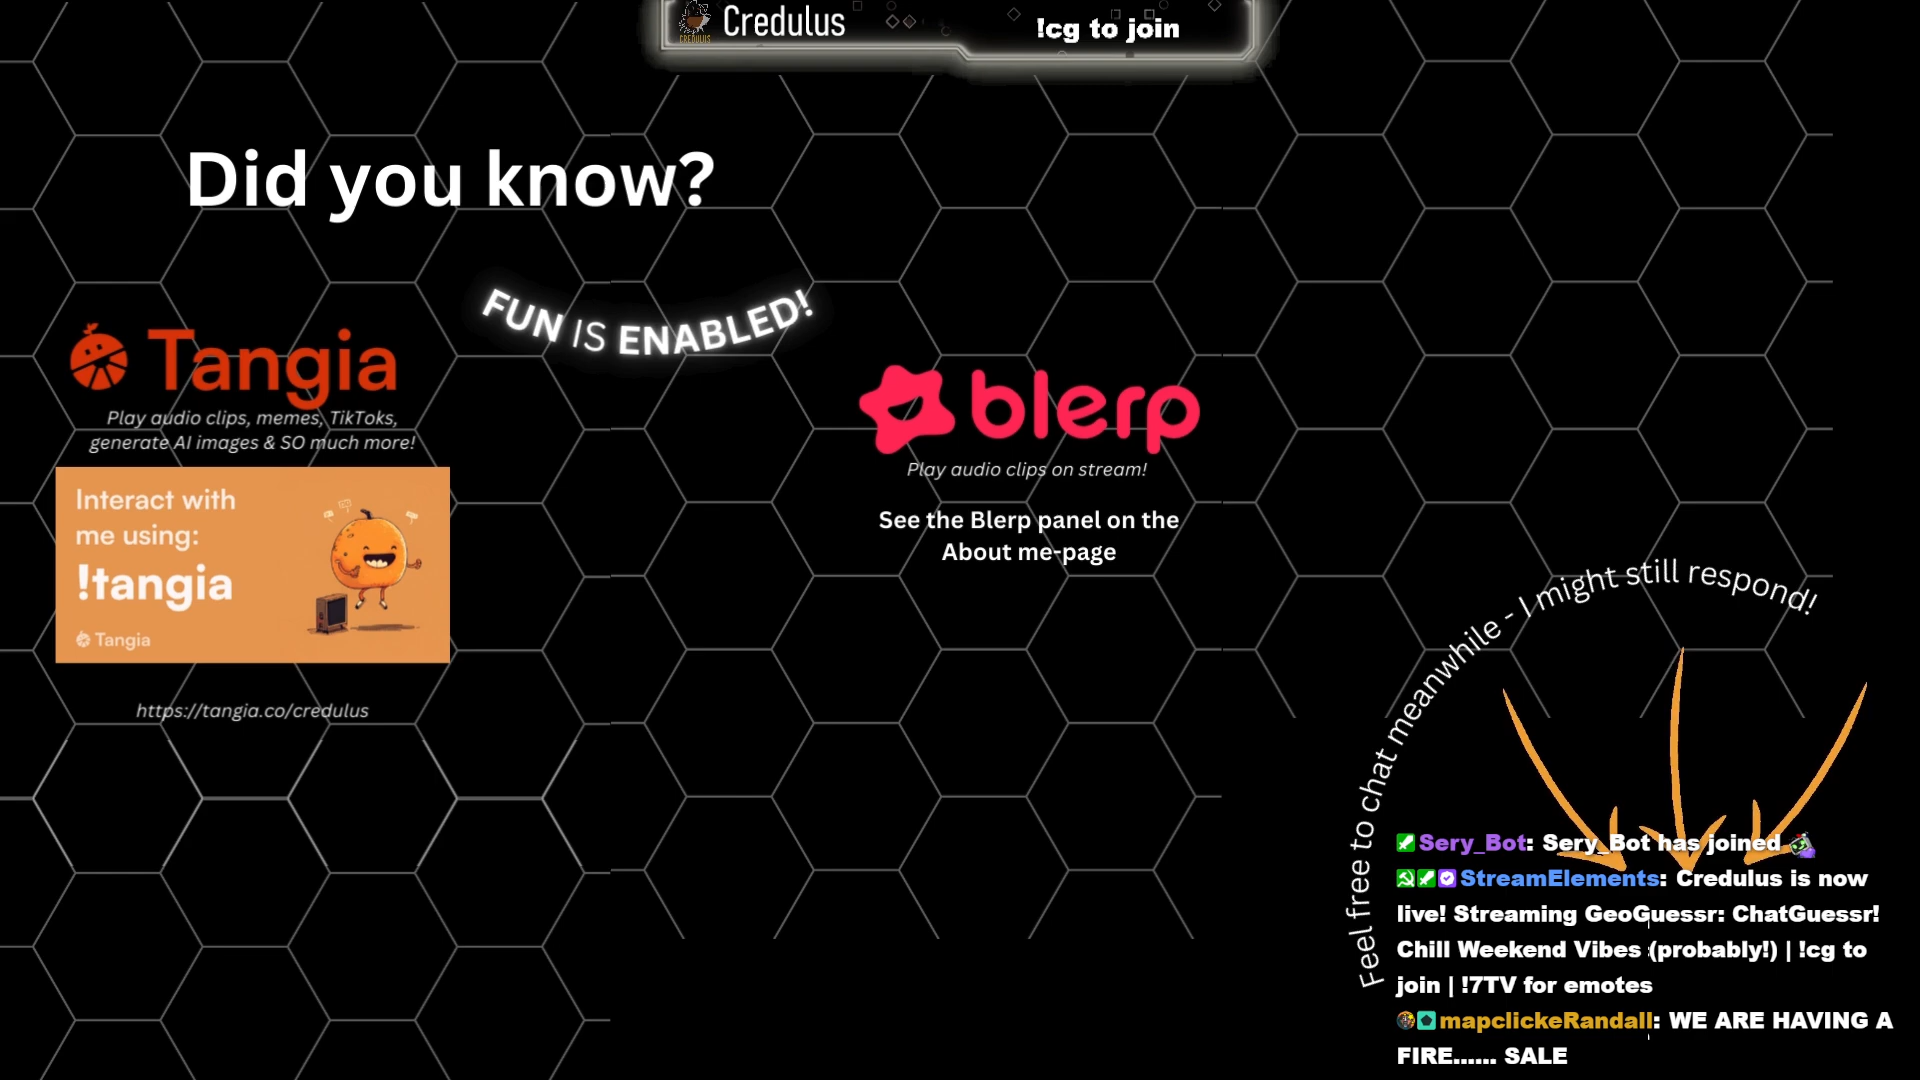 Credulus
CREDULUS
!cg to join
Did you know?
FUN IS ENABLED!
Tangia
Play audio clips, memes, TikToks,
generate AI images & SO much more!
Interact with
me using:
!tangia
Tangia
https://tangia.co/credulus
blerp
Play audio clips on stream!
See the Blerp panel on the
About me-page
Feel free to chat meanwhile - I might still respond!
Sery_Bot: Sery_Bot has joined
StreamElements: Credulus is now
live! Streaming GeoGuessr: ChatGuessr!
Chill Weekend Vibes (probably!) | !cg to
join | !7TV for emotes
mapclickeRandall: WE ARE HAVING A
FIRE...... SALE